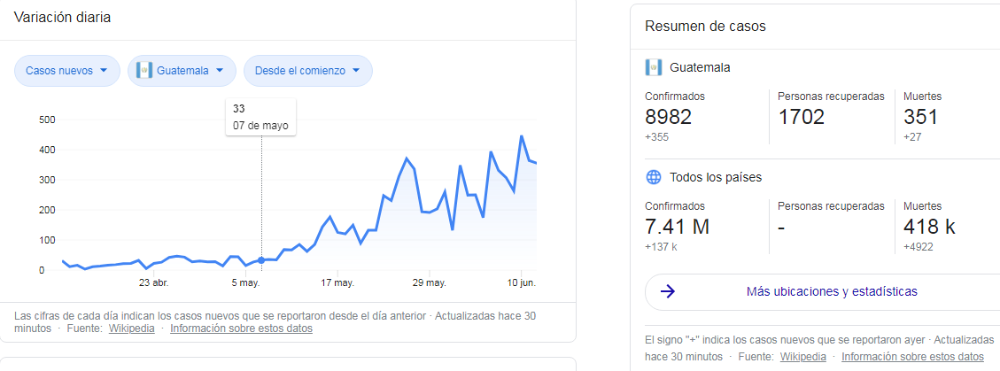 Variación diaria
Casos nuevos
Guatemala
Desde el comienzo
33
07 de mayo
500
400
300
200
100
0
23 abr.
5 may.
17 may.
29 may.
10 jun.
Las cifras de cada día indican los casos nuevos que se reportaron desde el día anterior · Actualizadas hace 30
minutos · Fuente: Wikipedia · Información sobre estos datos
Resumen de casos
Guatemala
Confirmados
8982
+355
Personas recuperadas
1702
Muertes
351
+27
Todos los países
Confirmados
7.41 M
+137 k
Personas recuperadas
-
Muertes
418 k
+4922
Más ubicaciones y estadísticas
El signo "+" indica los casos nuevos que se reportaron ayer · Actualizadas
hace 30 minutos · Fuente: Wikipedia · Información sobre estos datos